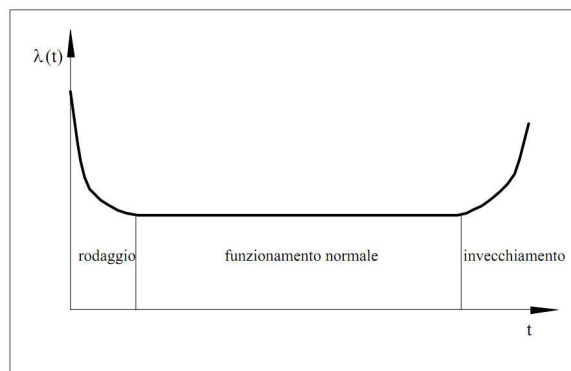 λ(t)
rodaggio
funzionamento normale
invecchiamento
t